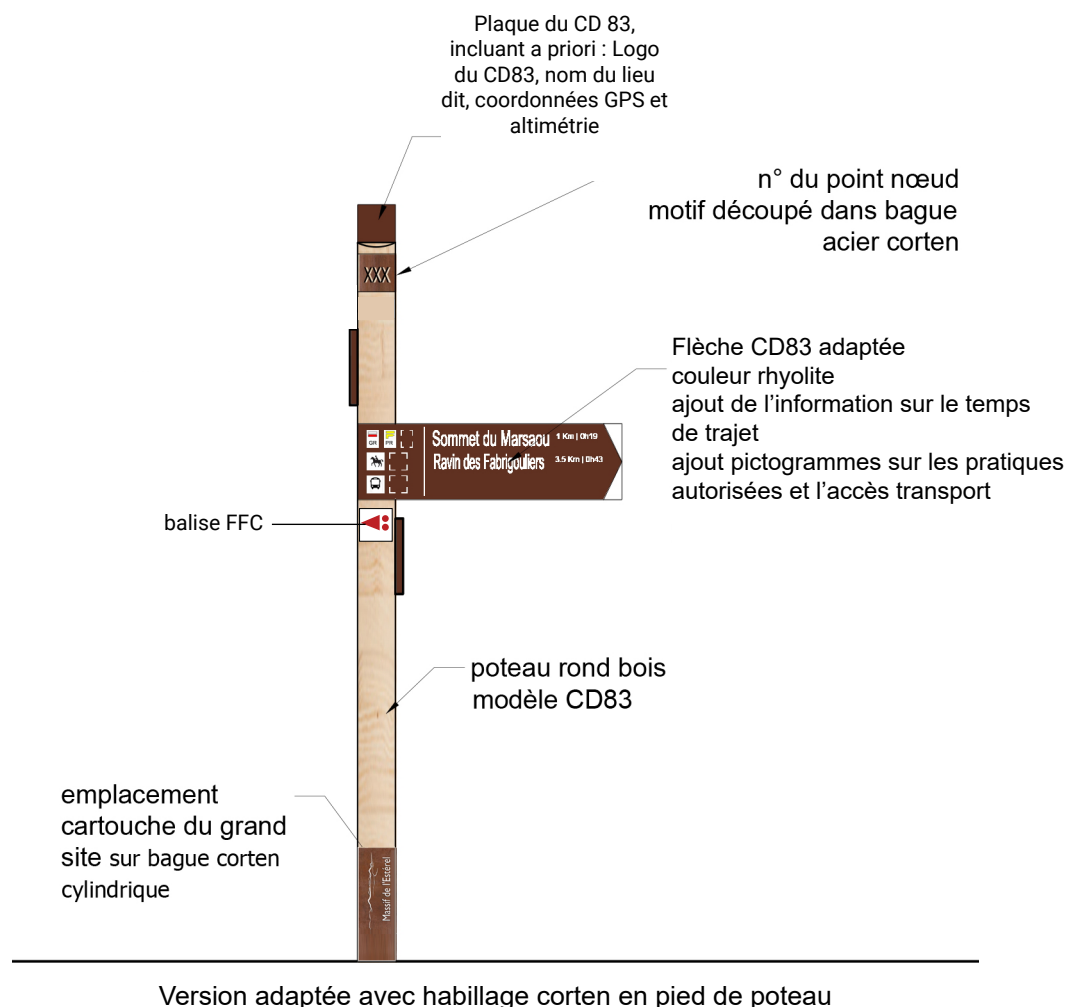 Plaque du CD 83,
incluant a priori : Logo
du CD83, nom du lieu
dit, coordonnées GPS et
altimétrie
n° du point nœud
motif découpé dans bague
acier corten
XXX
Flèche CD83 adaptée
couleur rhyolite
ajout de l'information sur le temps
de trajet
ajout pictogrammes sur les pratiques
autorisées et l'accès transport
GR PR
Sommet du Marsaou 1 Km | 0h19
Ravin des Fabrigouliers 3.5 Km | 0h43
balise FFC
poteau rond bois
modèle CD83
emplacement
cartouche du grand
site sur bague corten
cylindrique
Massif de l'Estérel
Version adaptée avec habillage corten en pied de poteau